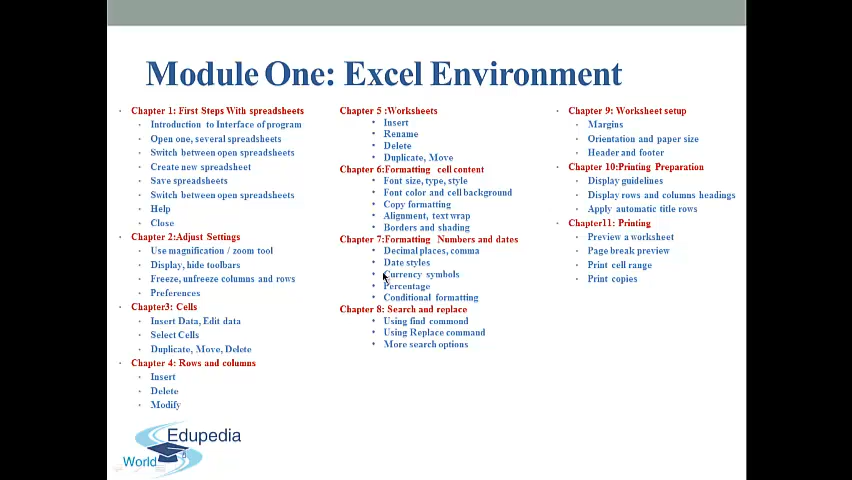 Module One: Excel Environment
Chapter 1: First Steps With spreadsheets
Introduction to Interface of program
Open one, several spreadsheets
Switch between open spreadsheets
Create new spreadsheet
Save spreadsheets
Switch between open spreadsheets
Help
Close
Chapter 2:Adjust Settings
Use magnification / zoom tool
Display, hide toolbars
Freeze, unfreeze columns and rows
Preferences
Chapter3: Cells
Insert Data, Edit data
Select Cells
Duplicate, Move, Delete
Chapter 4: Rows and columns
Insert
Delete
Modify
Chapter 5 :Worksheets
Insert
Rename
Delete
Duplicate, Move
Chapter 6:Formatting cell content
Font size, type, style
Font color and cell background
Copy formatting
Alignment, text wrap
Borders and shading
Chapter 7:Formatting Numbers and dates
Decimal places, comma
Date styles
Currency symbols
Percentage
Conditional formatting
Chapter 8: Search and replace
Using find commond
Using Replace command
More search options
Chapter 9: Worksheet setup
Margins
Orientation and paper size
Header and footer
Chapter 10:Printing Preparation
Display guidelines
Display rows and columns headings
Apply automatic title rows
Chapter11: Printing
Preview a worksheet
Page break preview
Print cell range
Print copies
Edupedia
World